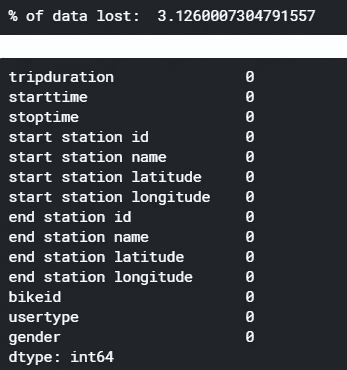 % of data lost:  3.1260007304791557
tripduration               0
starttime                  0
stoptime                   0
start station id           0
start station name         0
start station latitude     0
start station longitude    0
end station id             0
end station name           0
end station latitude       0
end station longitude      0
bikeid                     0
usertype                   0
gender                     0
dtype: int64